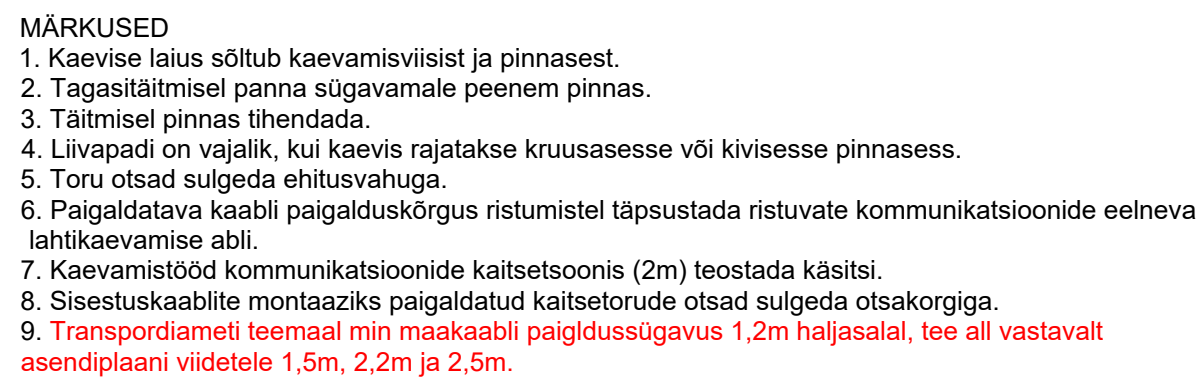 MÄRKUSED
1. Kaevise laius sõltub kaevamisviisist ja pinnasest.
2. Tagasitäitmisel panna sügavamale peenem pinnas.
3. Täitmisel pinnas tihendada.
4. Liivapadi on vajalik, kui kaevis rajatakse kruusasesse või kivisesse pinnasess.
5. Toru otsad sulgeda ehitusvahuga.
6. Paigaldatava kaabli paigalduskõrgus ristumistel täpsustada ristuvate kommunikatsioonide eelneva
lahtikaevamise abli.
7. Kaevamistööd kommunikatsioonide kaitsetsoonis (2m) teostada käsitsi.
8. Sisestuskaablite montaaziks paigaldatud kaitsetorude otsad sulgeda otsakorgiga.
9. Transpordiameti teemaal min maakaabli paigldussügavus 1,2m haljasalal, tee all vastavalt
asendiplaani viidetele 1,5m, 2,2m ja 2,5m.